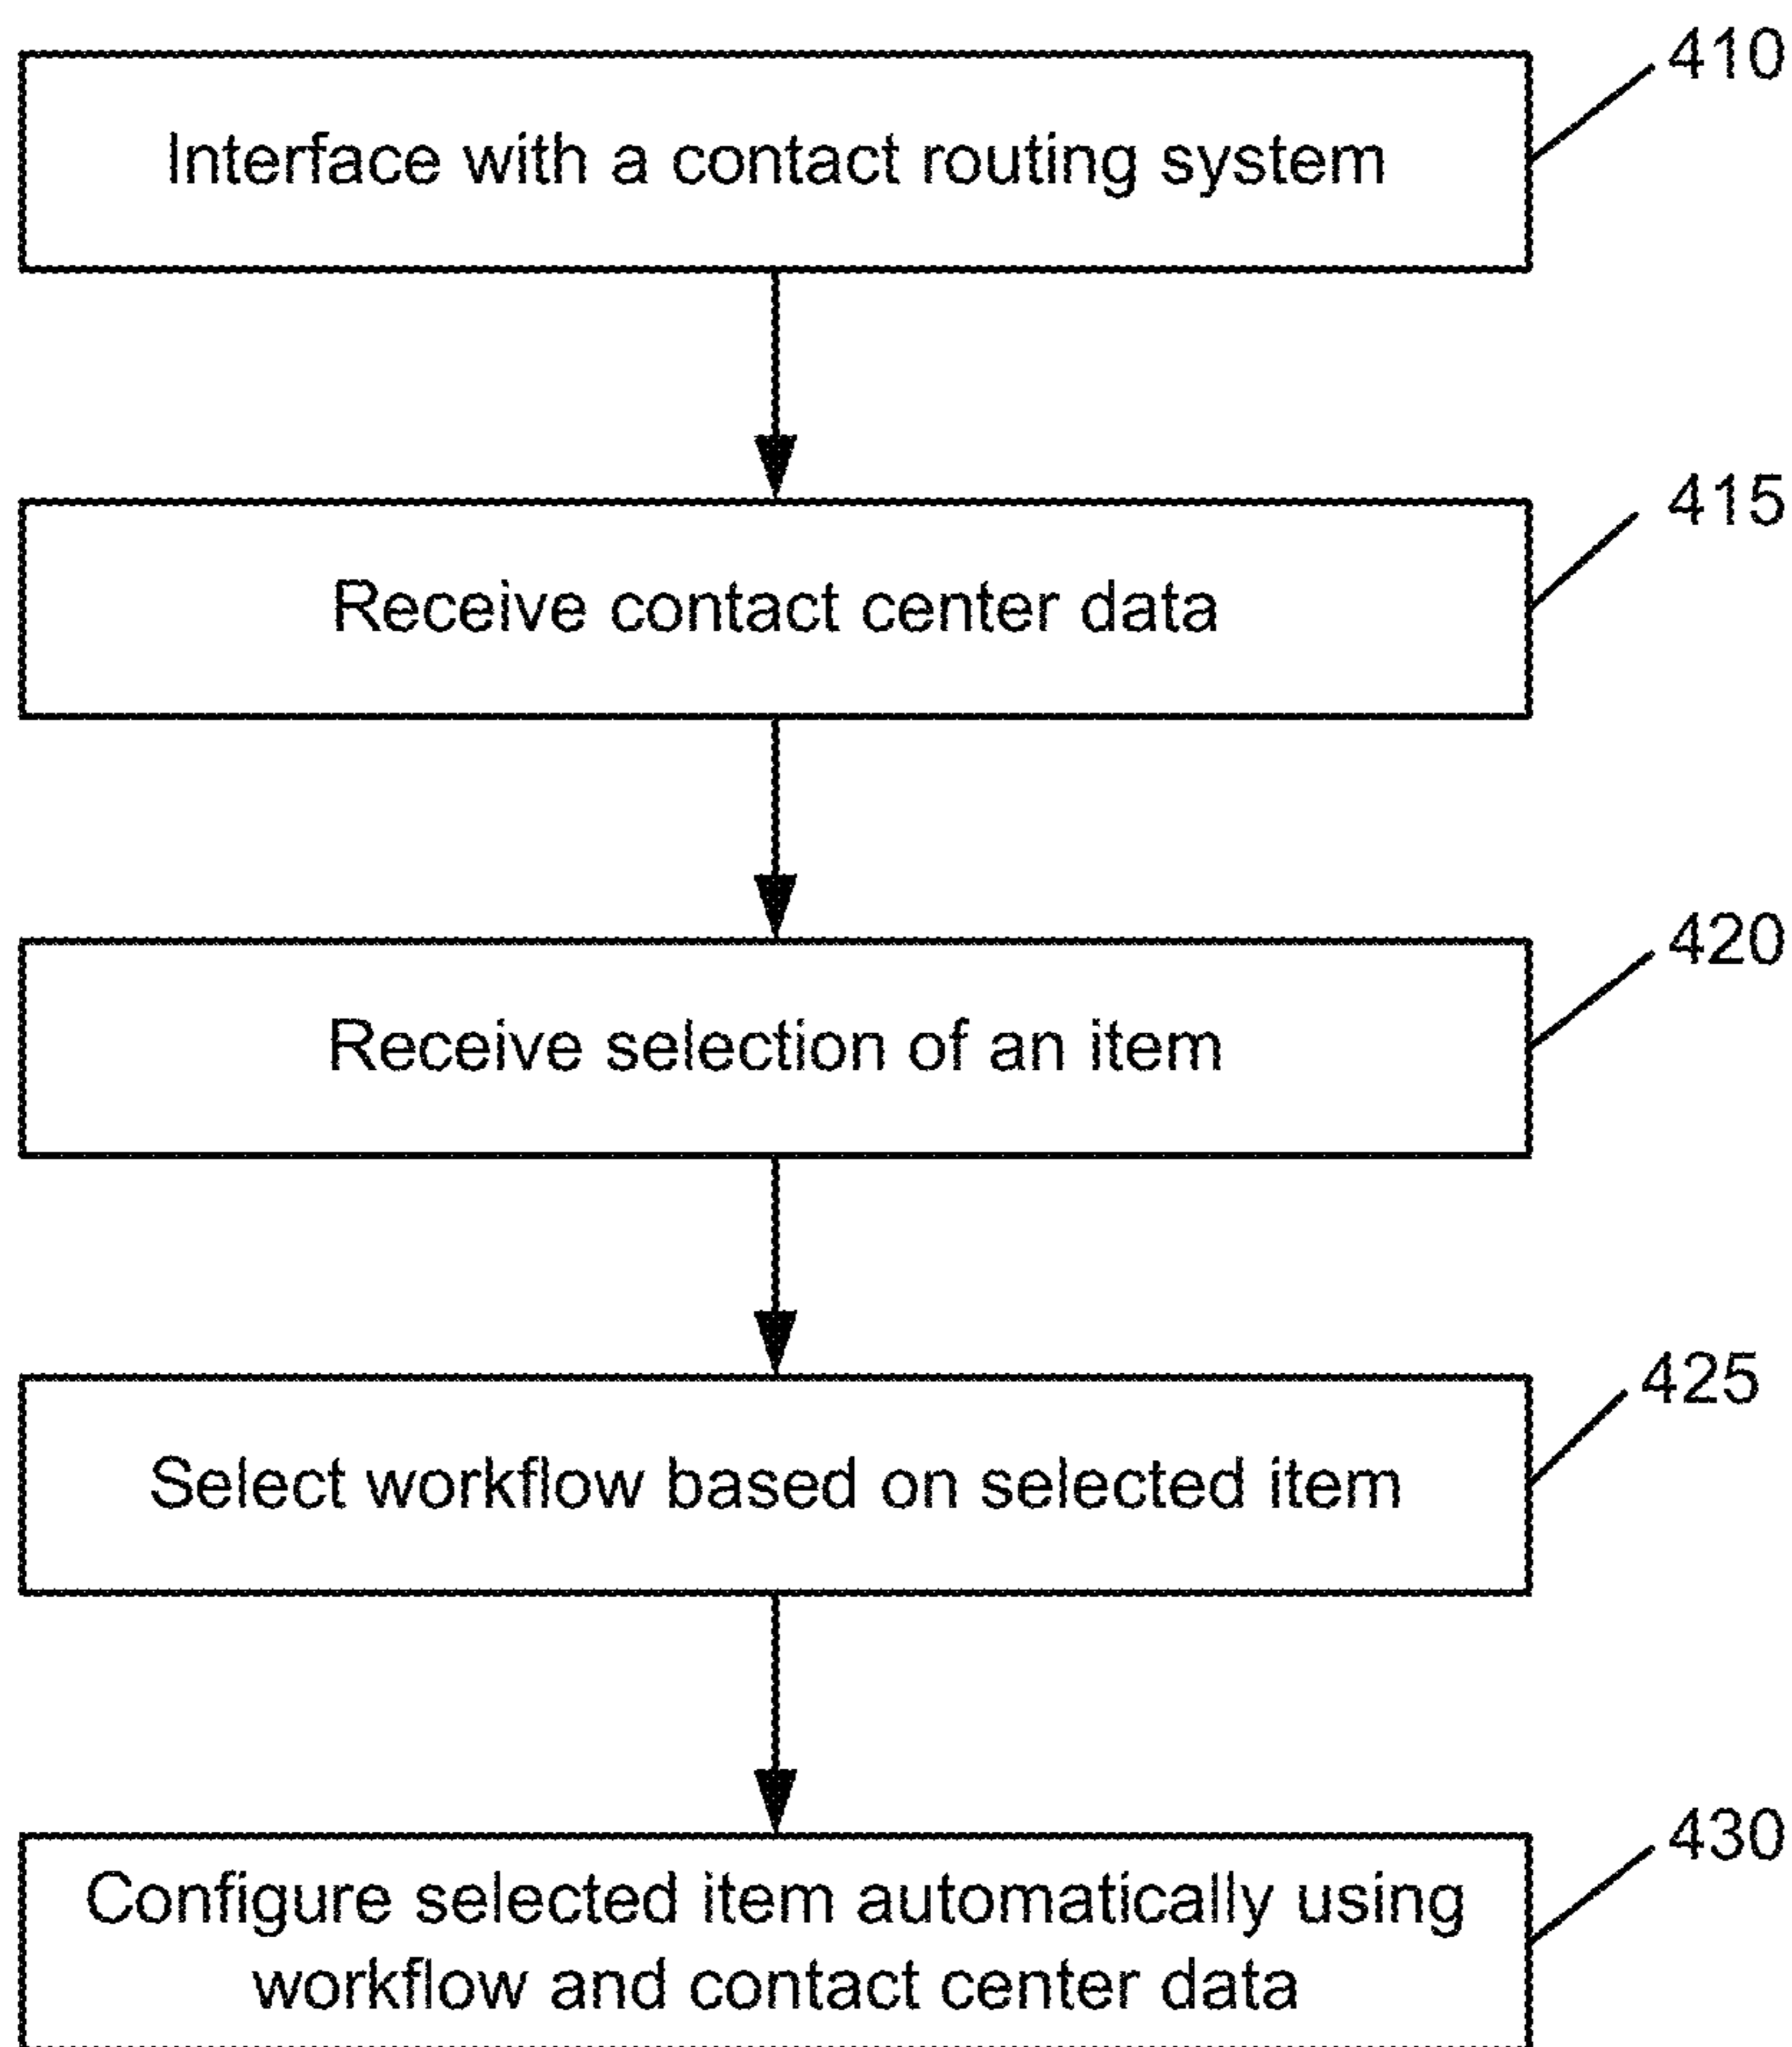 410
Interface with a contact routing system
415
Receive contact center data
420
Receive selection of an item
425
Select workflow based on selected item
430
Configure selected item automatically using
workflow and contact center data